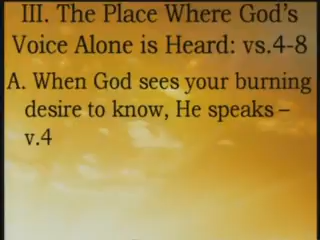 III. The Place Where God's
Voice Alone is Heard: vs.4-8
A. When God sees your burning
desire to know, He speaks –
v.4